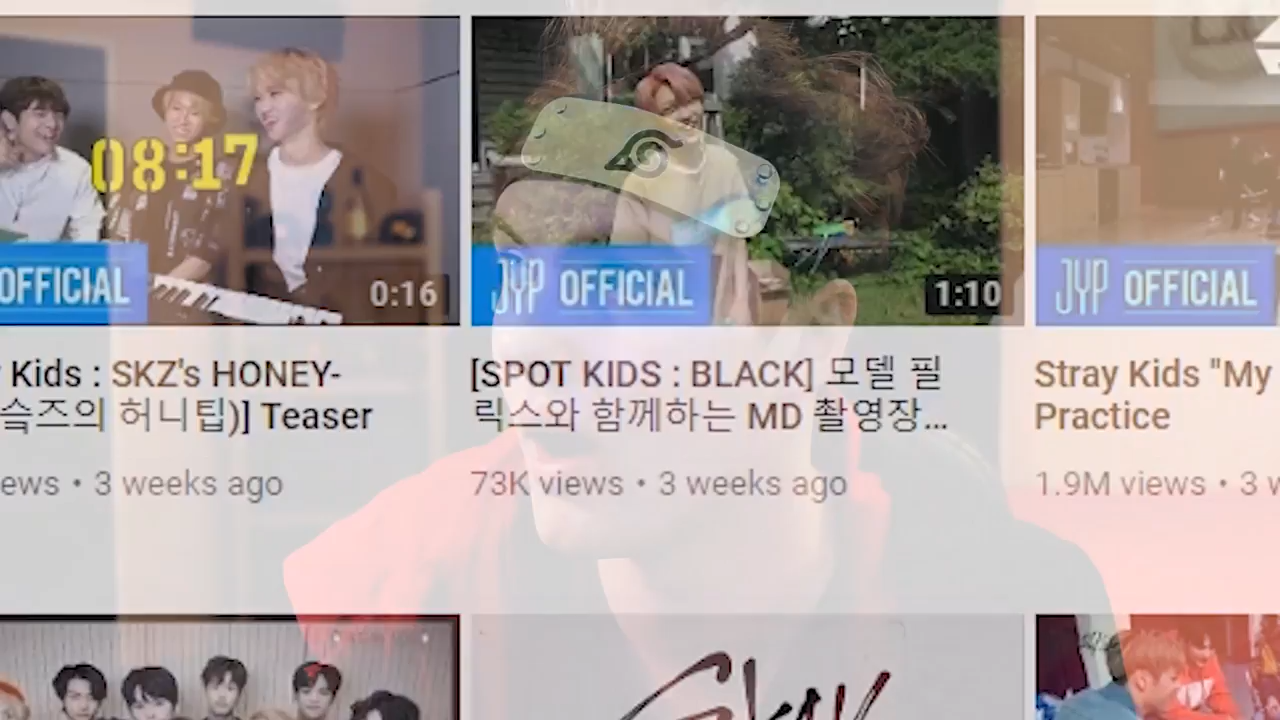 08:17
OFFICIAL
0:16
JYP OFFICIAL
1:10
JYP OFFICIAL
Kids : SKZ's HONEY-
슼즈의 허니팁)] Teaser
ews • 3 weeks ago
[SPOT KIDS : BLACK] 모델 필
릭스와 함께하는 MD 촬영장...
73K views • 3 weeks ago
Stray Kids "My
Practice
1.9M views • 3 w
Stray